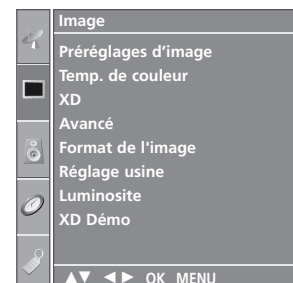 Image
Préréglages d’image
Temp. de couleur
XD
Avancé
Format de l'image
Réglage usine
Luminosite
XD Démo
▲▼ ◄► OK MENU